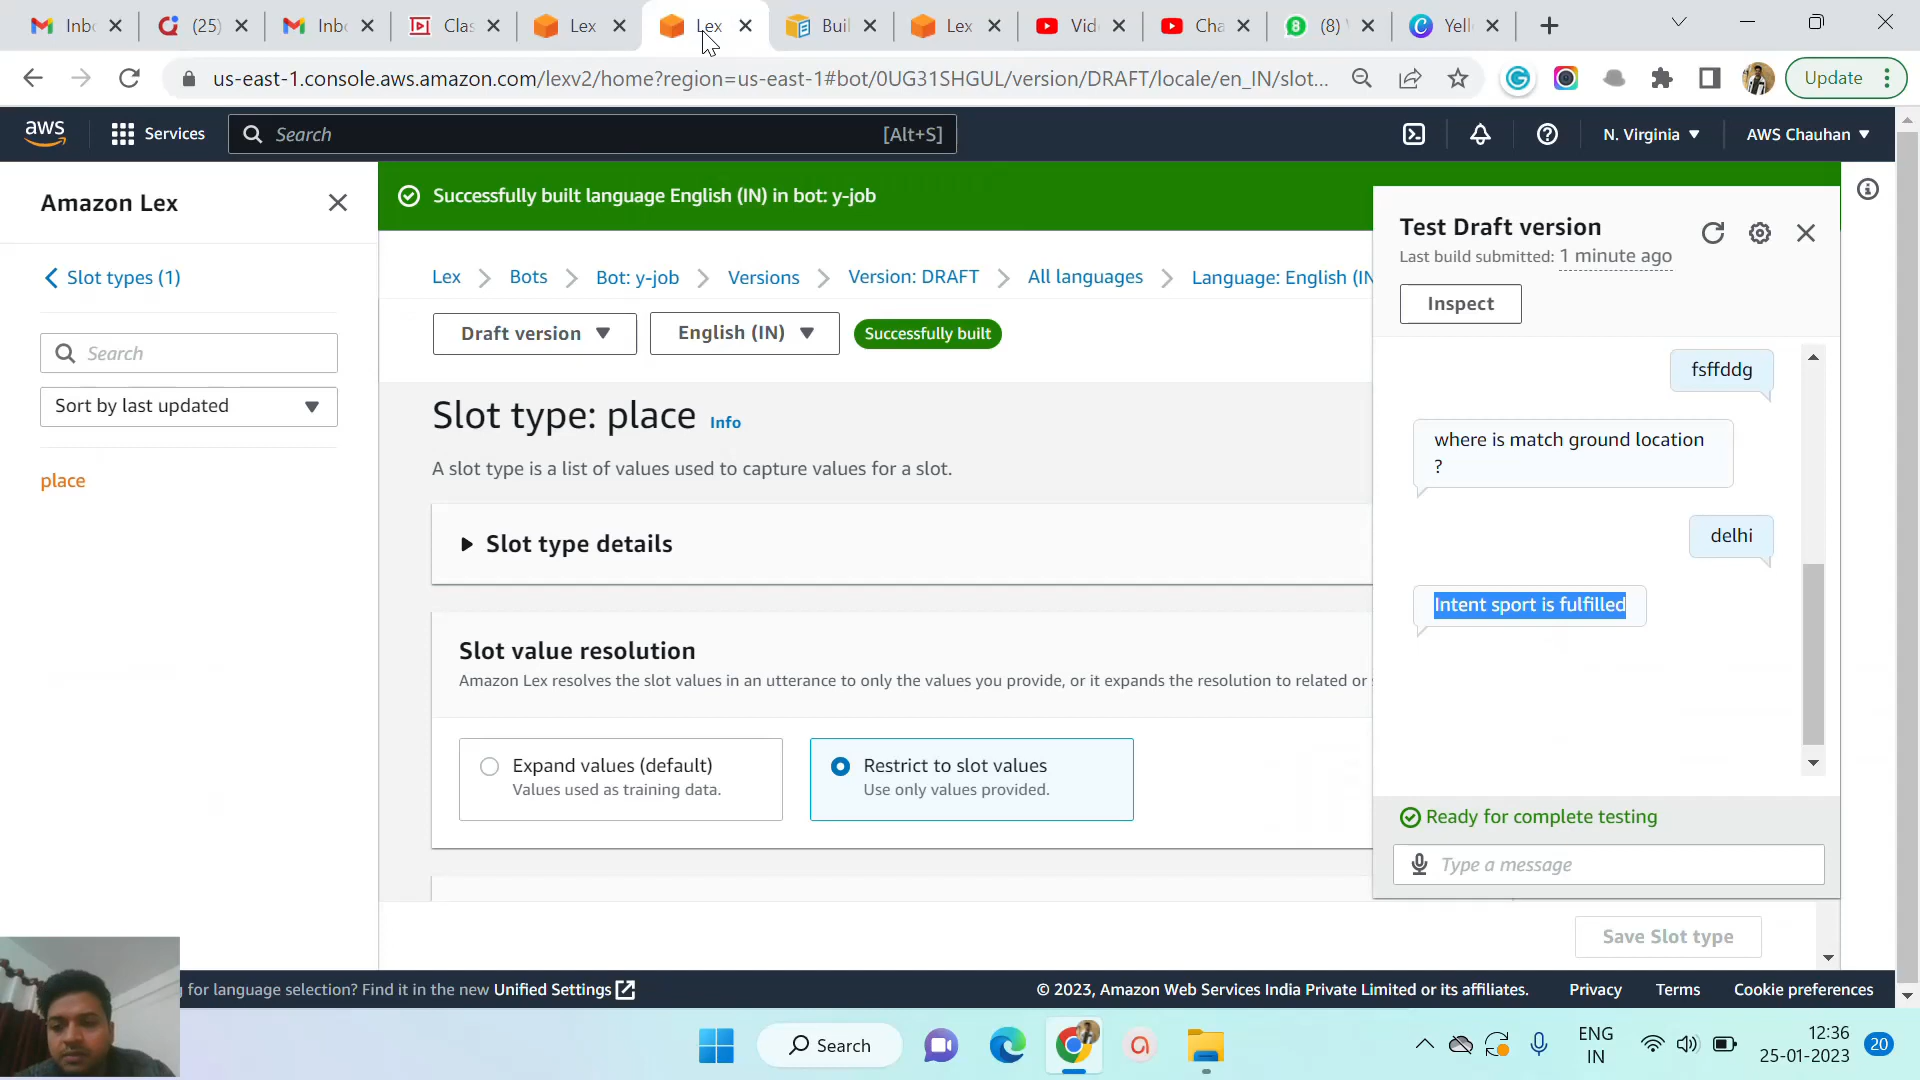 Inb
(25)
Inb
Clas
Lex
Lex
Buil
Lex
Vid
Cha
8
(8)
Yell
us-east-1.console.aws.amazon.com/lexv2/home?region=us-east-1#bot/0UG31SHGUL/version/DRAFT/locale/en_IN/slot...
Update
aws
Services
Search
[Alt+S]
N. Virginia
AWS Chauhan
Amazon Lex
Slot types (1)
Search
Sort by last updated
place
Successfully built language English (IN) in bot: y-job
Lex
Bots
Bot: y-job
Versions
Version: DRAFT
All languages
Language: English (IN
Draft version
English (IN)
Successfully built
Slot type: place
Info
A slot type is a list of values used to capture values for a slot.
Slot type details
Slot value resolution
Amazon Lex resolves the slot values in an utterance to only the values you provide, or it expands the resolution to related or
Expand values (default)
Values used as training data.
Restrict to slot values
Use only values provided.
Test Draft version
Last build submitted: 1 minute ago
Inspect
fsffddg
where is match ground location
?
delhi
Intent sport is fulfilled
Ready for complete testing
Type a message
Save Slot type
for language selection? Find it in the new Unified Settings
© 2023, Amazon Web Services India Private Limited or its affiliates.
Privacy
Terms
Cookie preferences
Search
ENG
IN
12:36
25-01-2023
20